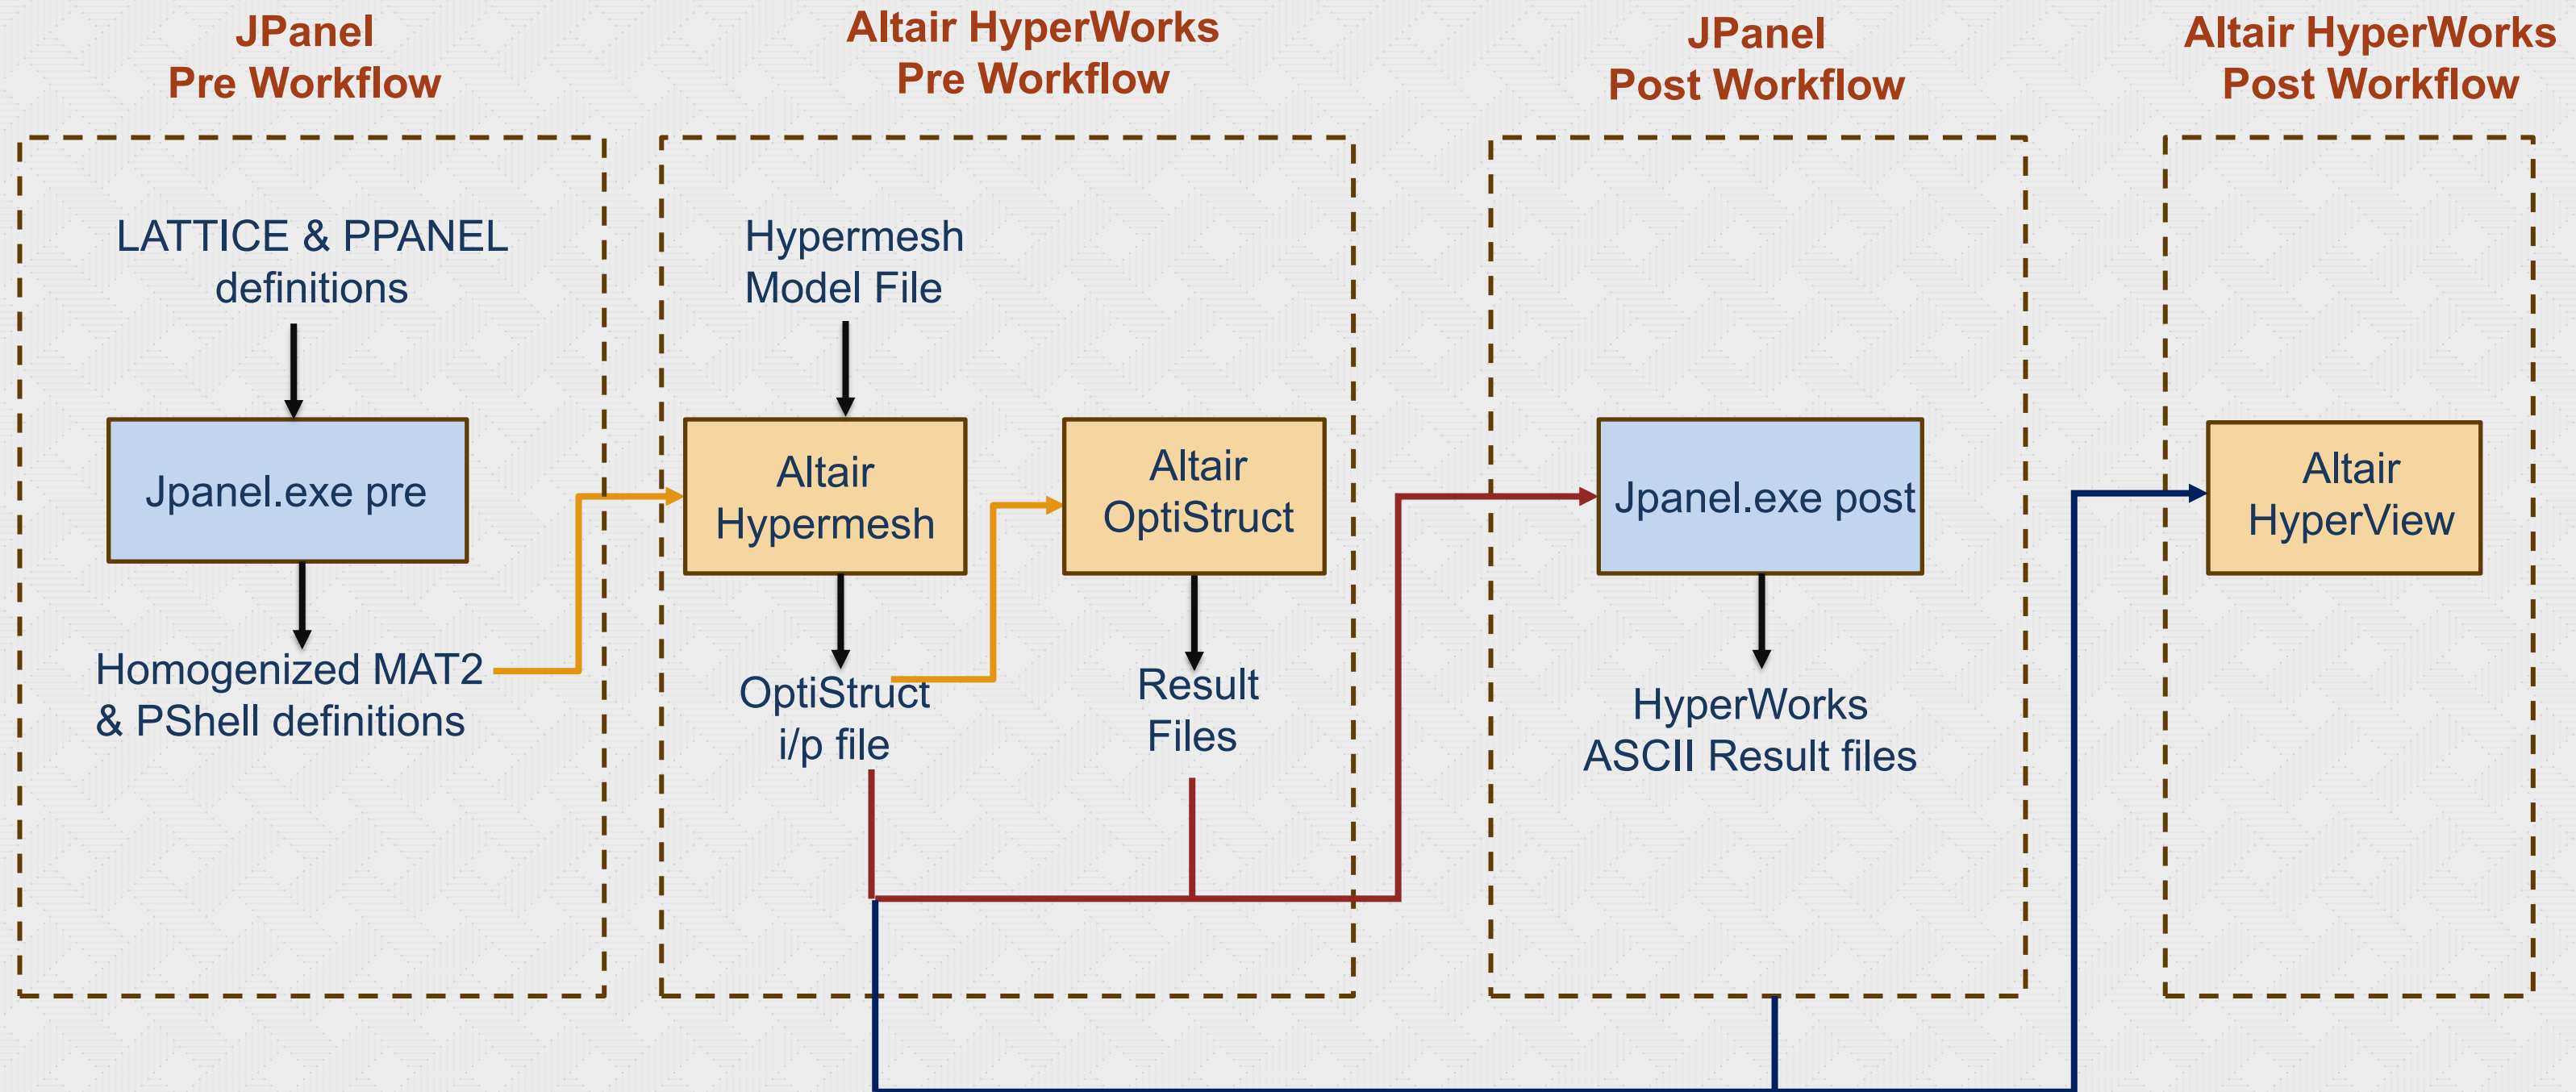 JPanel
Pre Workflow
Altair HyperWorks
Pre Workflow
JPanel
Post Workflow
Altair HyperWorks
Post Workflow
LATTICE & PPANEL
definitions
Jpanel.exe pre
Homogenized MAT2
& PShell definitions
Hypermesh
Model File
Altair
Hypermesh
OptiStruct
i/p file
Altair
OptiStruct
Result
Files
Jpanel.exe post
HyperWorks
ASCII Result files
Altair
HyperView